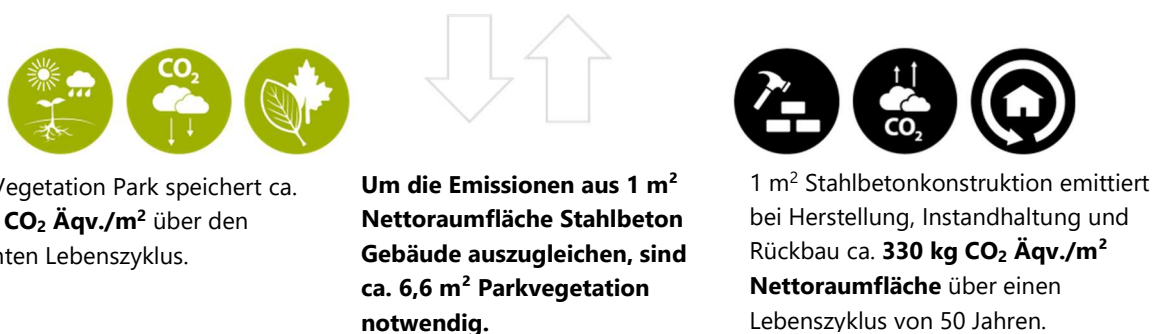 CO₂
CO₂
Vegetation Park speichert ca.
CO₂ Äqv./m² über den
Lebenszyklus.
Um die Emissionen aus 1 m²
Nettoraumfläche Stahlbeton
Gebäude auszugleichen, sind
ca. 6,6 m² Parkvegetation
notwendig.
1 m² Stahlbetonkonstruktion emittiert
bei Herstellung, Instandhaltung und
Rückbau ca. 330 kg CO₂ Äqv./m²
Nettoraumfläche über einen
Lebenszyklus von 50 Jahren.